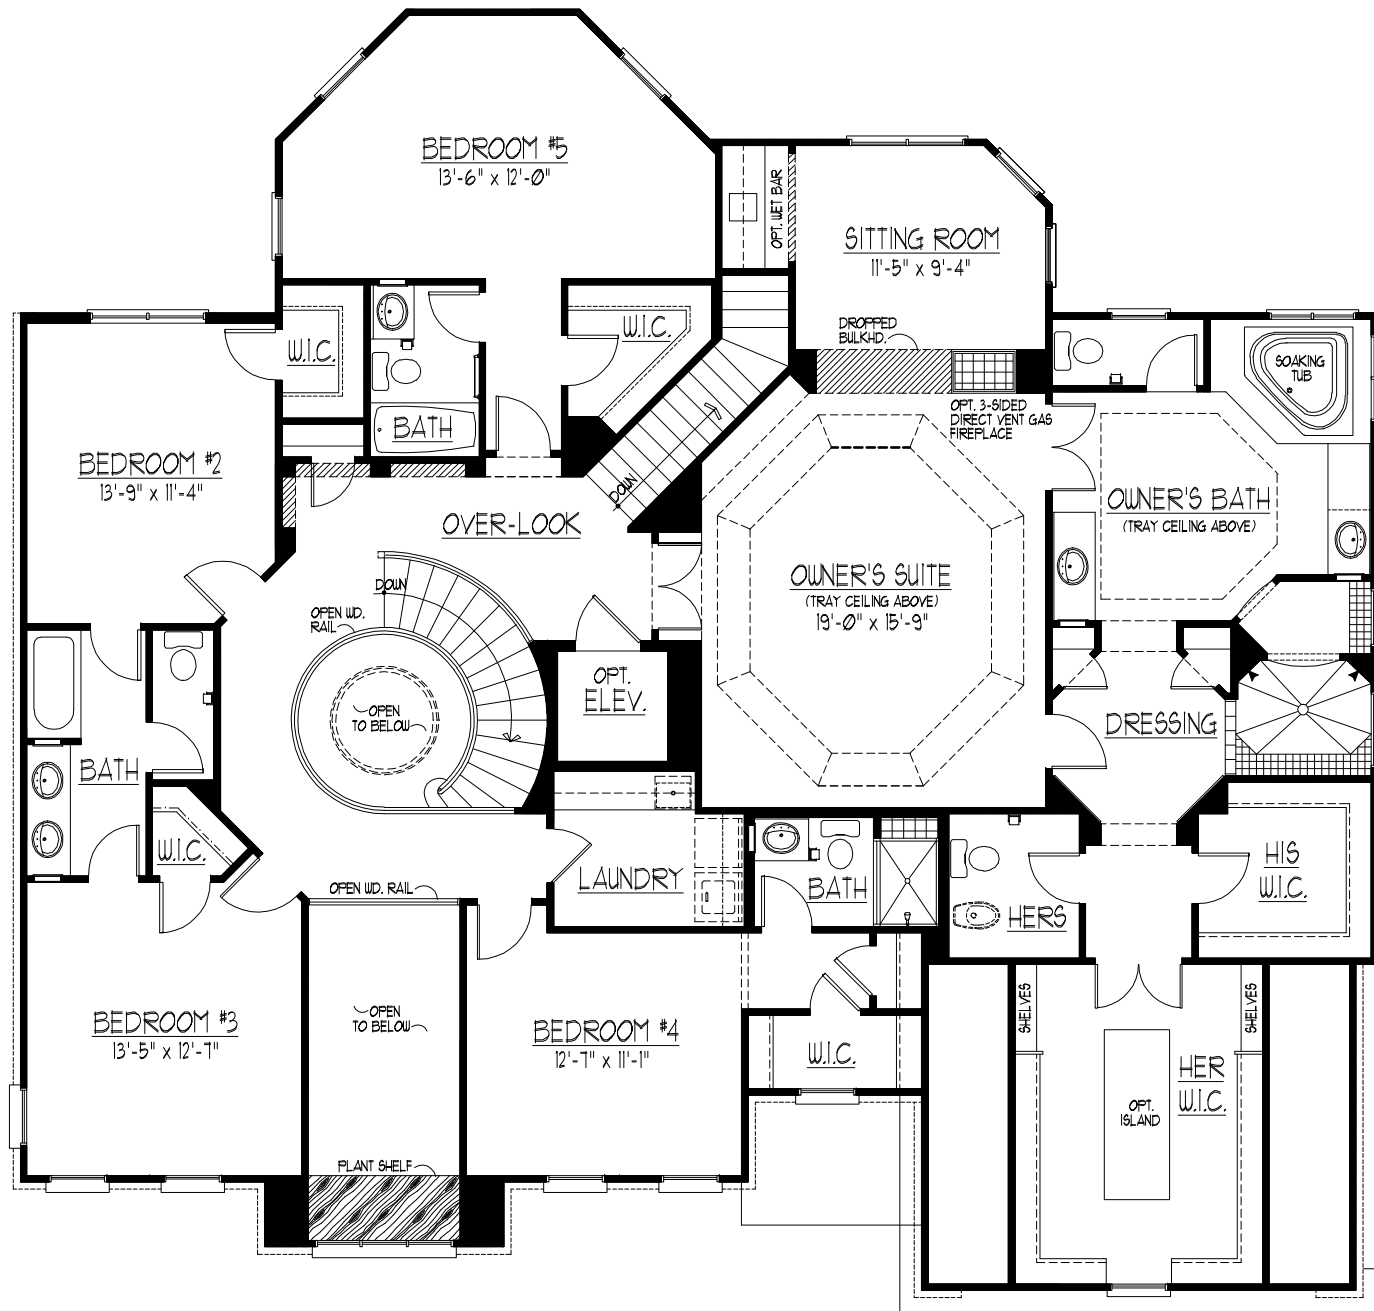 BEDROOM #5
13'-6" x 12'-0"
OPT. WET BAR
SITTING ROOM
11'-5" x 9'-4"
DROPPED
BULKHD.
W.I.C.
W.I.C.
BATH
SOAKING
TUB
OPT. 3-SIDED
DIRECT VENT GAS
FIREPLACE
BEDROOM #2
13'-9" x 11'-4"
DOWN
OVER-LOOK
OWNER'S BATH
(TRAY CEILING ABOVE)
OWNER'S SUITE
(TRAY CEILING ABOVE)
19'-0" x 15'-9"
DOWN
OPEN WD.
RAIL
OPT.
ELEV.
OPEN
TO BELOW
DRESSING
BATH
W.I.C.
LAUNDRY
BATH
HERS
HIS
W.I.C.
OPEN WD. RAIL
BEDROOM #3
13'-5" x 12'-7"
OPEN
TO BELOW
BEDROOM #4
12'-7" x 11'-1"
W.I.C.
SHELVES
SHELVES
HER
W.I.C.
OPT.
ISLAND
PLANT SHELF